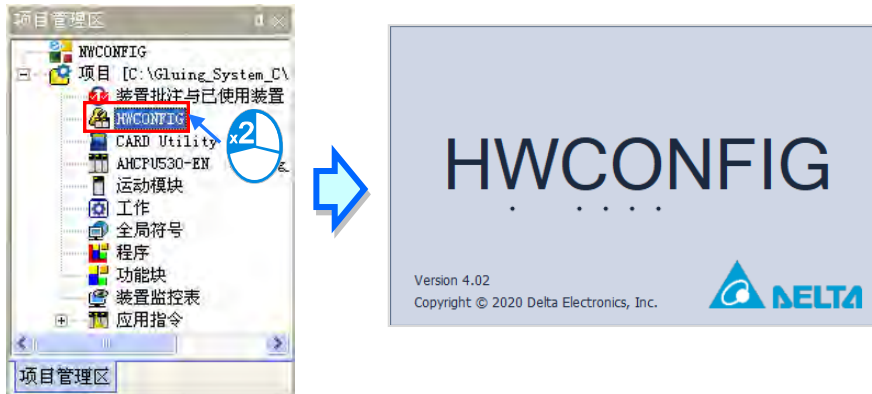 项目管理区
NWCONFIG
项目 [C:\Gluing_System_C\
装置批注与已使用装置
HWCONFIG
CARD Utility
x2
AHCPU530-EN
运动模块
工作
全局符号
程序
功能块
装置监控表
应用指令
项目管理区
HWCONFIG
Version 4.02
Copyright © 2020 Delta Electronics, Inc.
DELTA